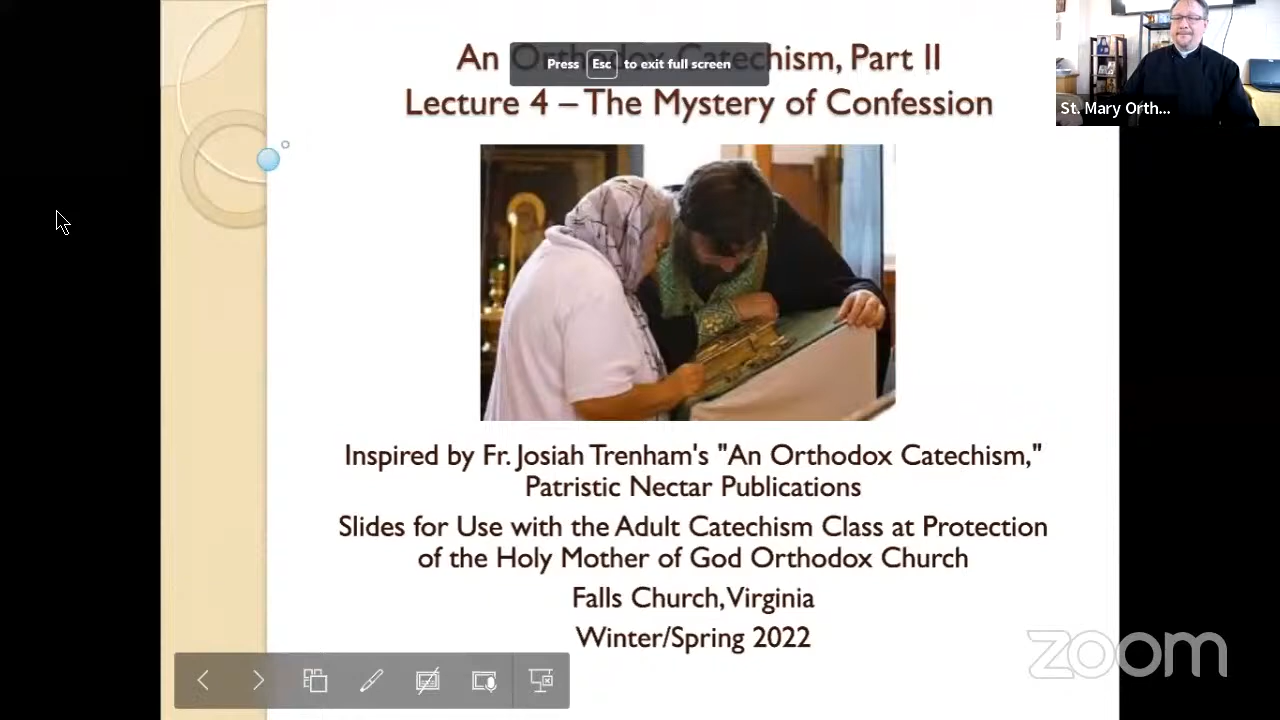 An Orthodox Catechism, Part II
Press Esc to exit full screen
Lecture 4 – The Mystery of Confession
St. Mary Orth...
Inspired by Fr. Josiah Trenham's "An Orthodox Catechism,"
Patristic Nectar Publications
Slides for Use with the Adult Catechism Class at Protection
of the Holy Mother of God Orthodox Church
Falls Church, Virginia
Winter/Spring 2022
zoom